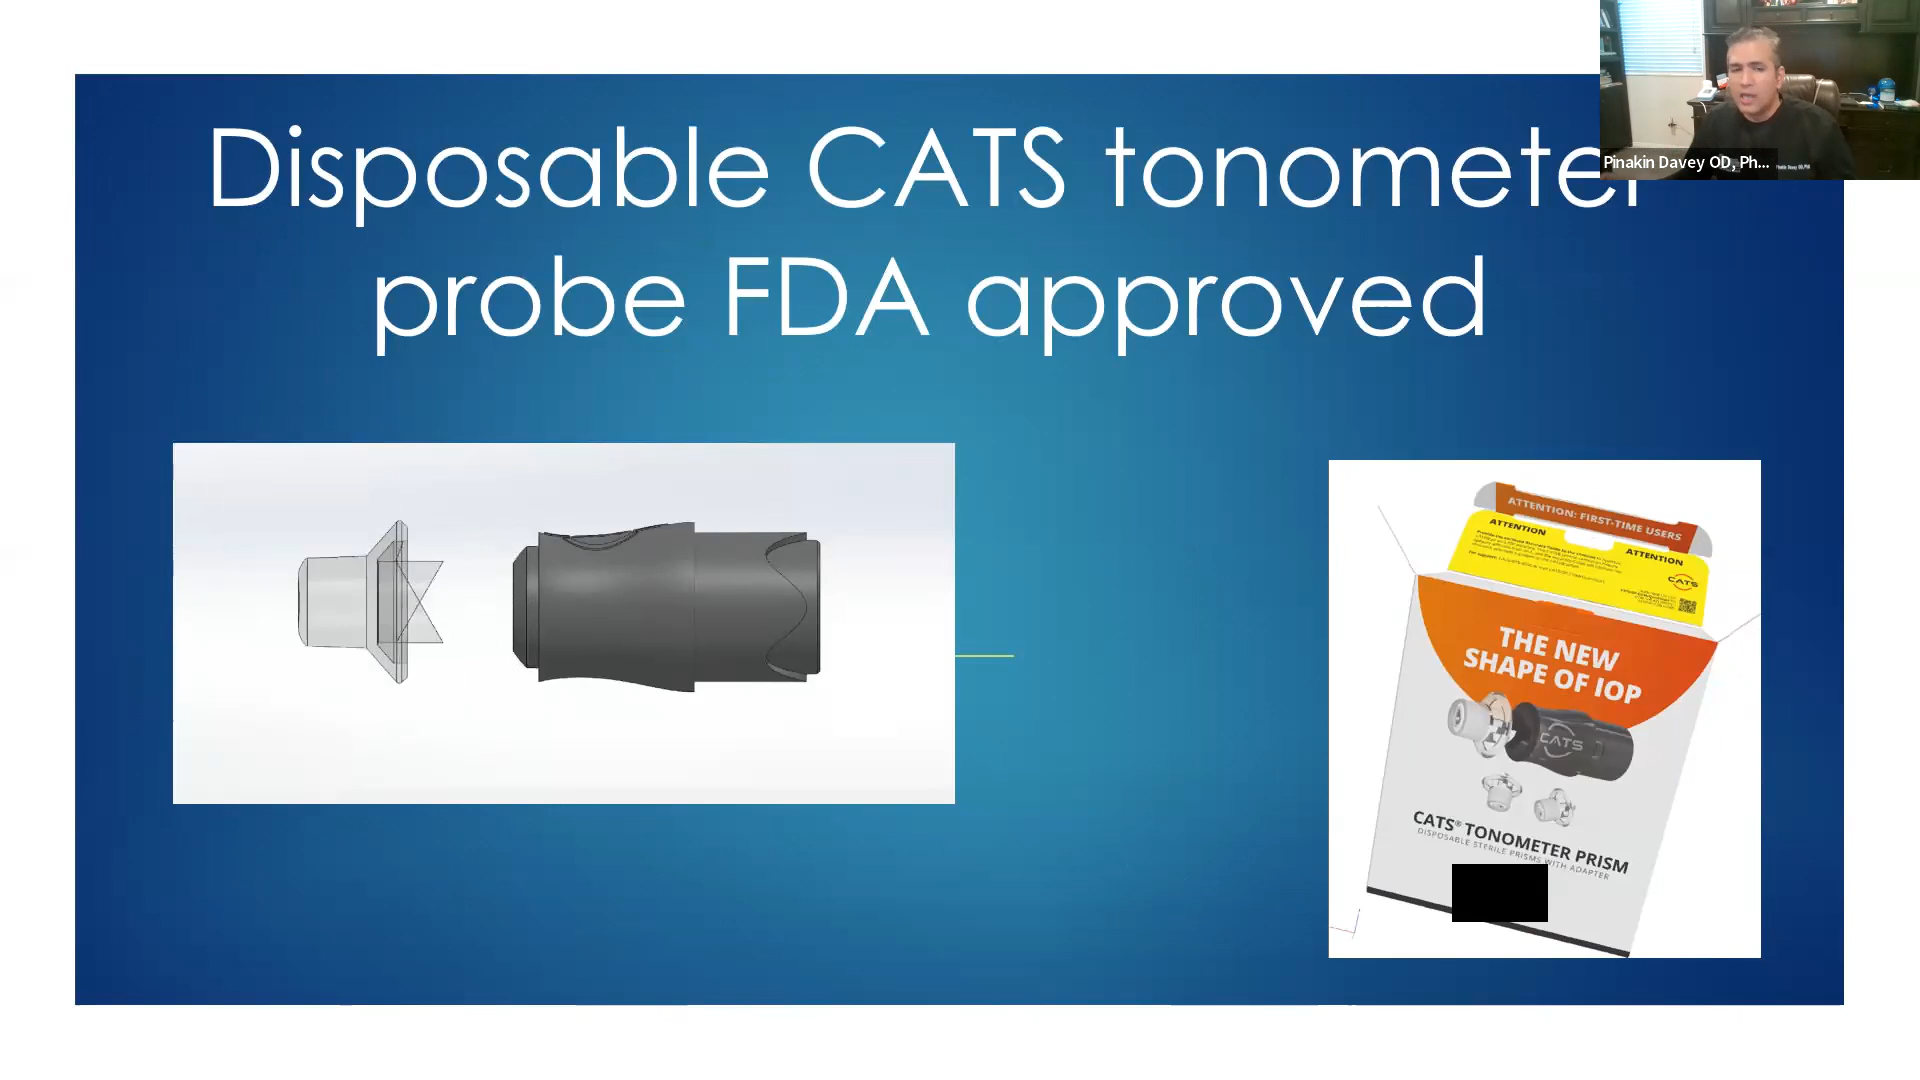 Disposable CATS tonometer
probe FDA approved
Pinakin Davey OD, Ph...
ATTENTION: FIRST-TIME USERS
ATTENTION
ATTENTION
CATS
THE NEW
SHAPE OF IOP
CATS
CATS® TONOMETER PRISM
DISPOSABLE STERILE PRISMS WITH ADAPTER